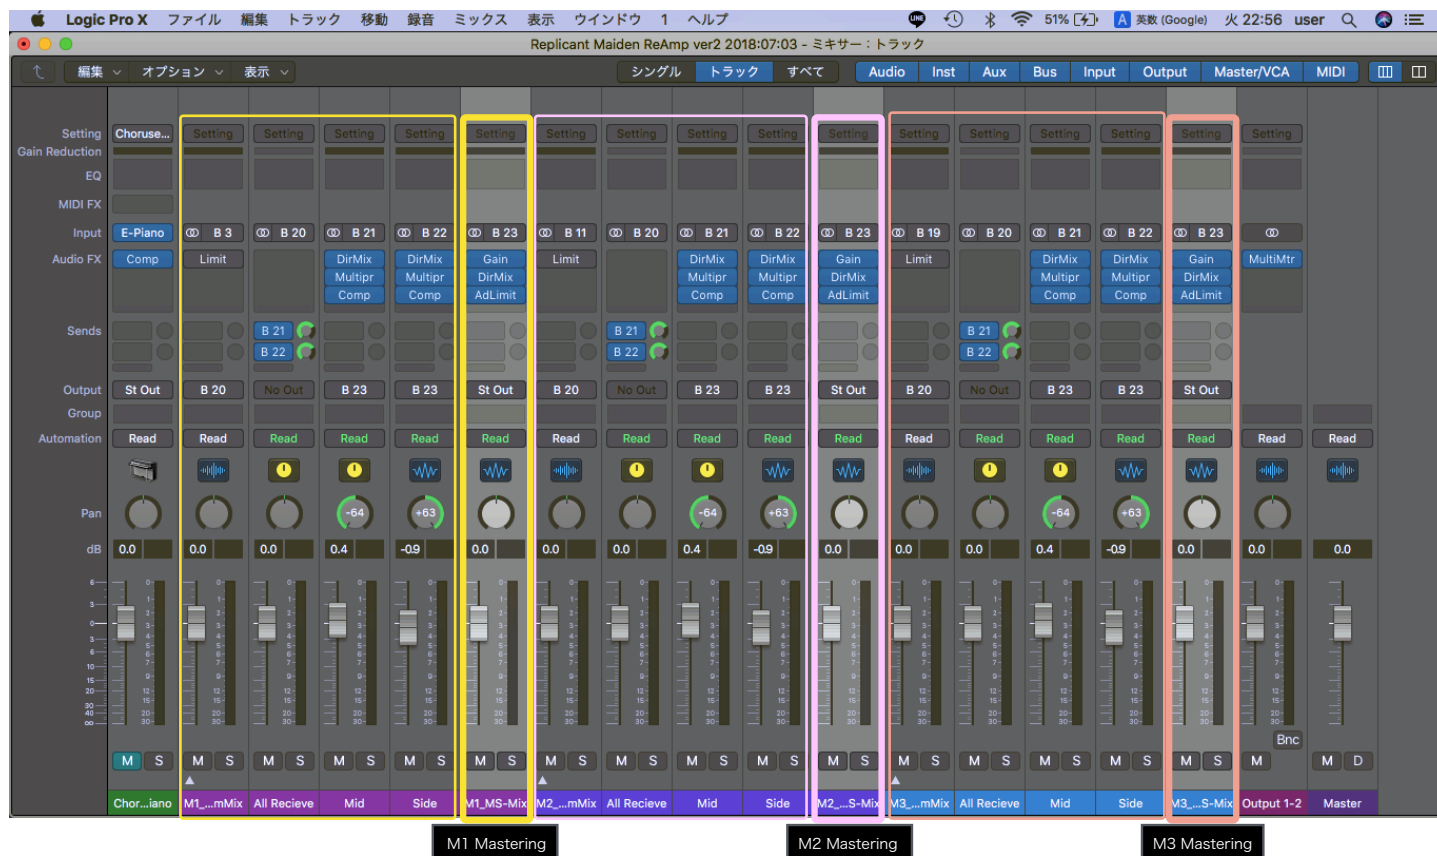 Logic Pro X ファイル 編集 トラック 移動 録音 ミックス 表示 ウインドウ 1 ヘルプ LINE 51% A 英数 (Google) 火 22:56 user
Replicant Maiden ReAmp ver2 2018:07:03 - ミキサー：トラック
編集 オプション 表示 シングル トラック すべて Audio Inst Aux Bus Input Output Master/VCA MIDI
Setting Choruse... Setting Setting Setting Setting Setting Setting Setting Setting Setting Setting Setting Setting Setting Setting Setting Setting
Gain Reduction
EQ
MIDI FX
Input E-Piano B 3 B 20 B 21 B 22 B 23 B 11 B 20 B 21 B 22 B 23 B 19 B 20 B 21 B 22 B 23
Audio FX Comp Limit DirMix DirMix Gain Limit DirMix DirMix Gain Limit DirMix DirMix Gain MultiMtr
Multipr Multipr DirMix Multipr Multipr DirMix Multipr Multipr DirMix
Comp Comp AdLimit Comp Comp AdLimit Comp Comp AdLimit
Sends B 21 B 21 B 21
B 22 B 22 B 22
Output St Out B 20 No Out B 23 B 23 St Out B 20 No Out B 23 B 23 St Out B 20 No Out B 23 B 23 St Out
Group
Automation Read Read Read Read Read Read Read Read Read Read Read Read Read Read Read Read Read Read
Pan -64 +63 -64 +63 -64 +63
dB 0.0 0.0 0.0 0.4 -0.9 0.0 0.0 0.0 0.4 -0.9 0.0 0.0 0.0 0.4 -0.9 0.0 0.0 0.0
Bnc
M S M S M S M S M S M S M S M S M S M S M S M S M S M S M S M S M M D
Chor...iano M1_...mMix All Recieve Mid Side M1_MS-Mix M2_...mMix All Recieve Mid Side M2_...S-Mix M3_...mMix All Recieve Mid Side M3_...S-Mix Output 1-2 Master
M1 Mastering M2 Mastering M3 Mastering